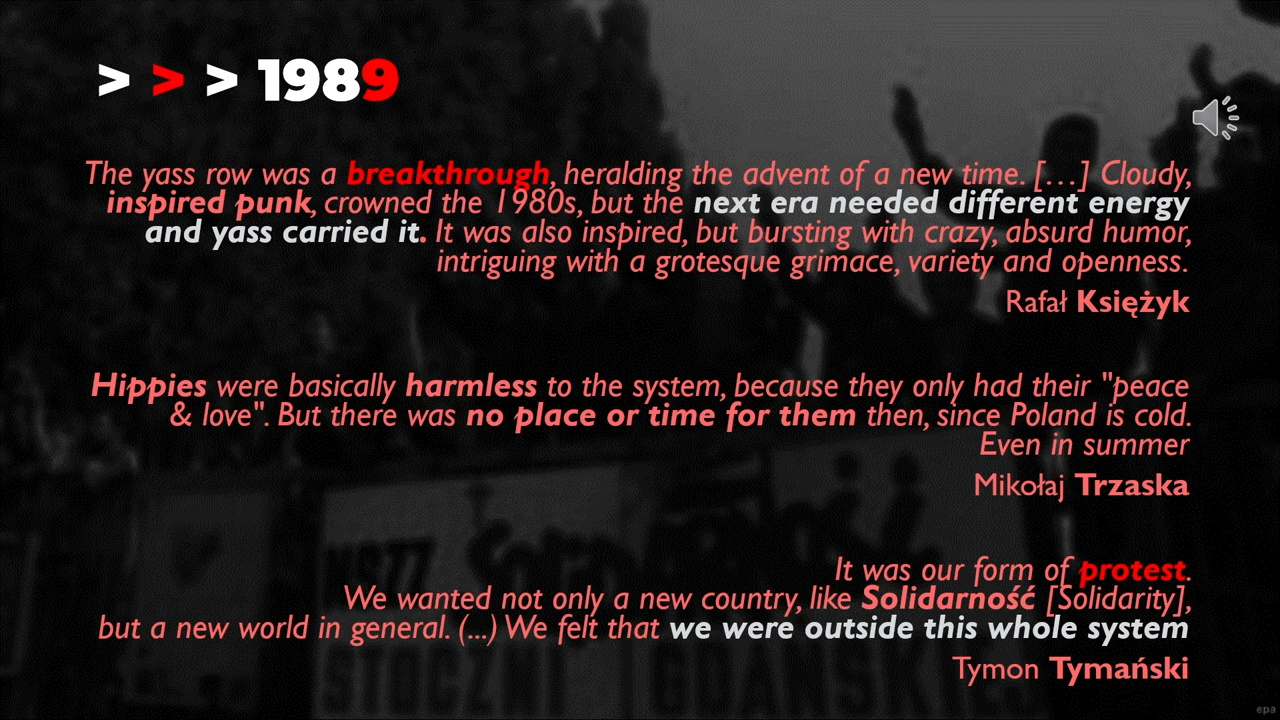 > > > 1989
The yass row was a breakthrough, heralding the advent of a new time. […] Cloudy,
inspired punk, crowned the 1980s, but the next era needed different energy
and yass carried it. It was also inspired, but bursting with crazy, absurd humor,
intriguing with a grotesque grimace, variety and openness.
Rafał Księżyk
Hippies were basically harmless to the system, because they only had their "peace
& love". But there was no place or time for them then, since Poland is cold.
Even in summer
Mikołaj Trzaska
It was our form of protest.
We wanted not only a new country, like Solidarność [Solidarity],
but a new world in general. (...) We felt that we were outside this whole system
Tymon Tymański
STOCZNI GDAŃSK
epa